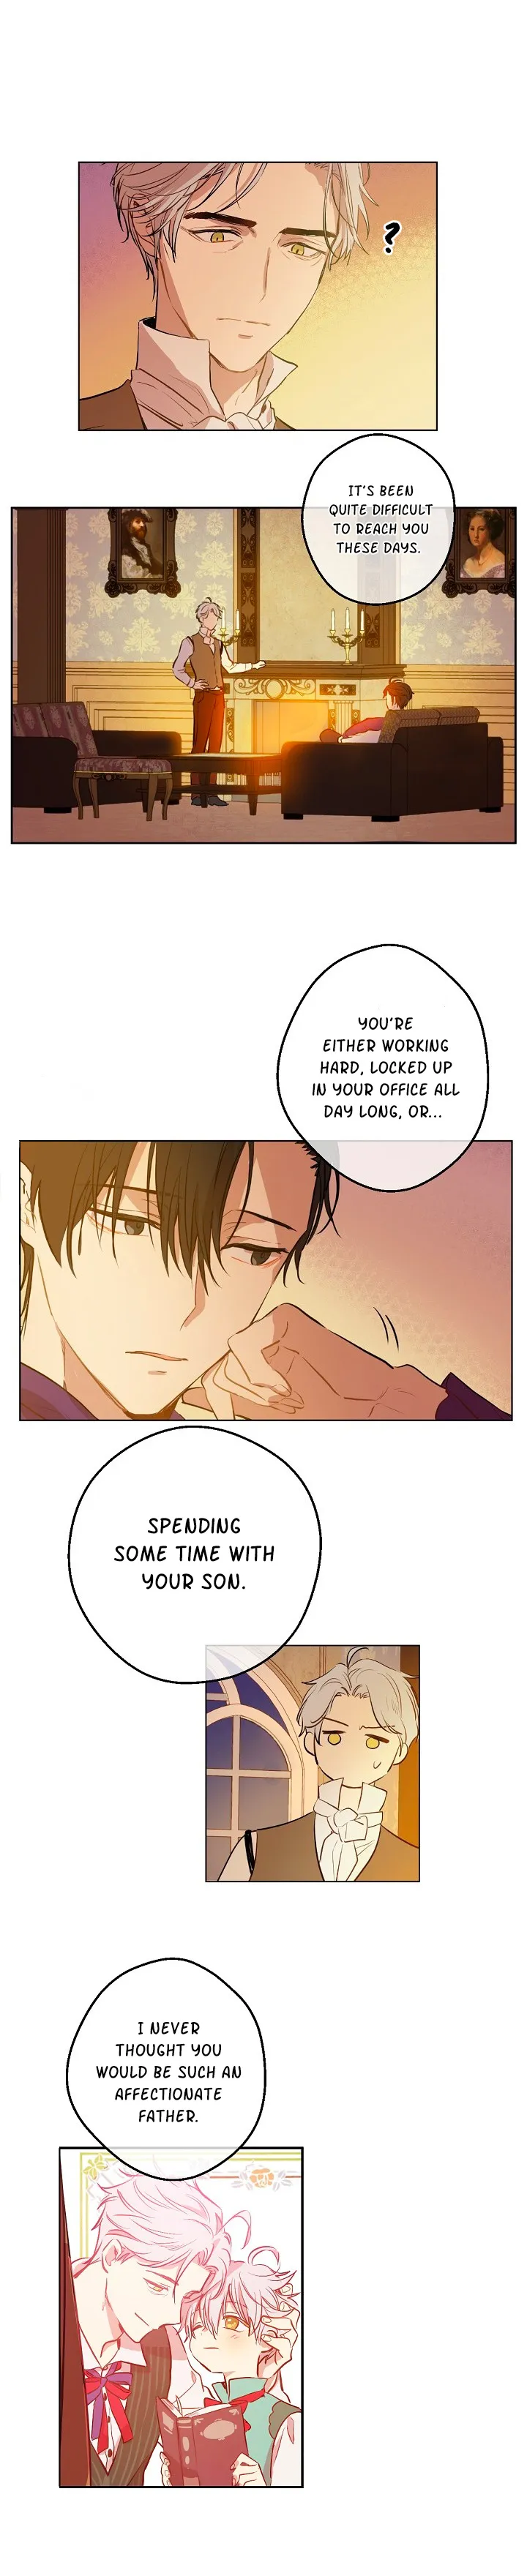 ?
IT'S BEEN
QUITE DIFFICULT
TO REACH YOU
THESE DAYS.
YOU'RE
EITHER WORKING
HARD, LOCKED UP
IN YOUR OFFICE ALL
DAY LONG, OR...
SPENDING
SOME TIME WITH
YOUR SON.
I NEVER
THOUGHT YOU
WOULD BE SUCH AN
AFFECTIONATE
FATHER.